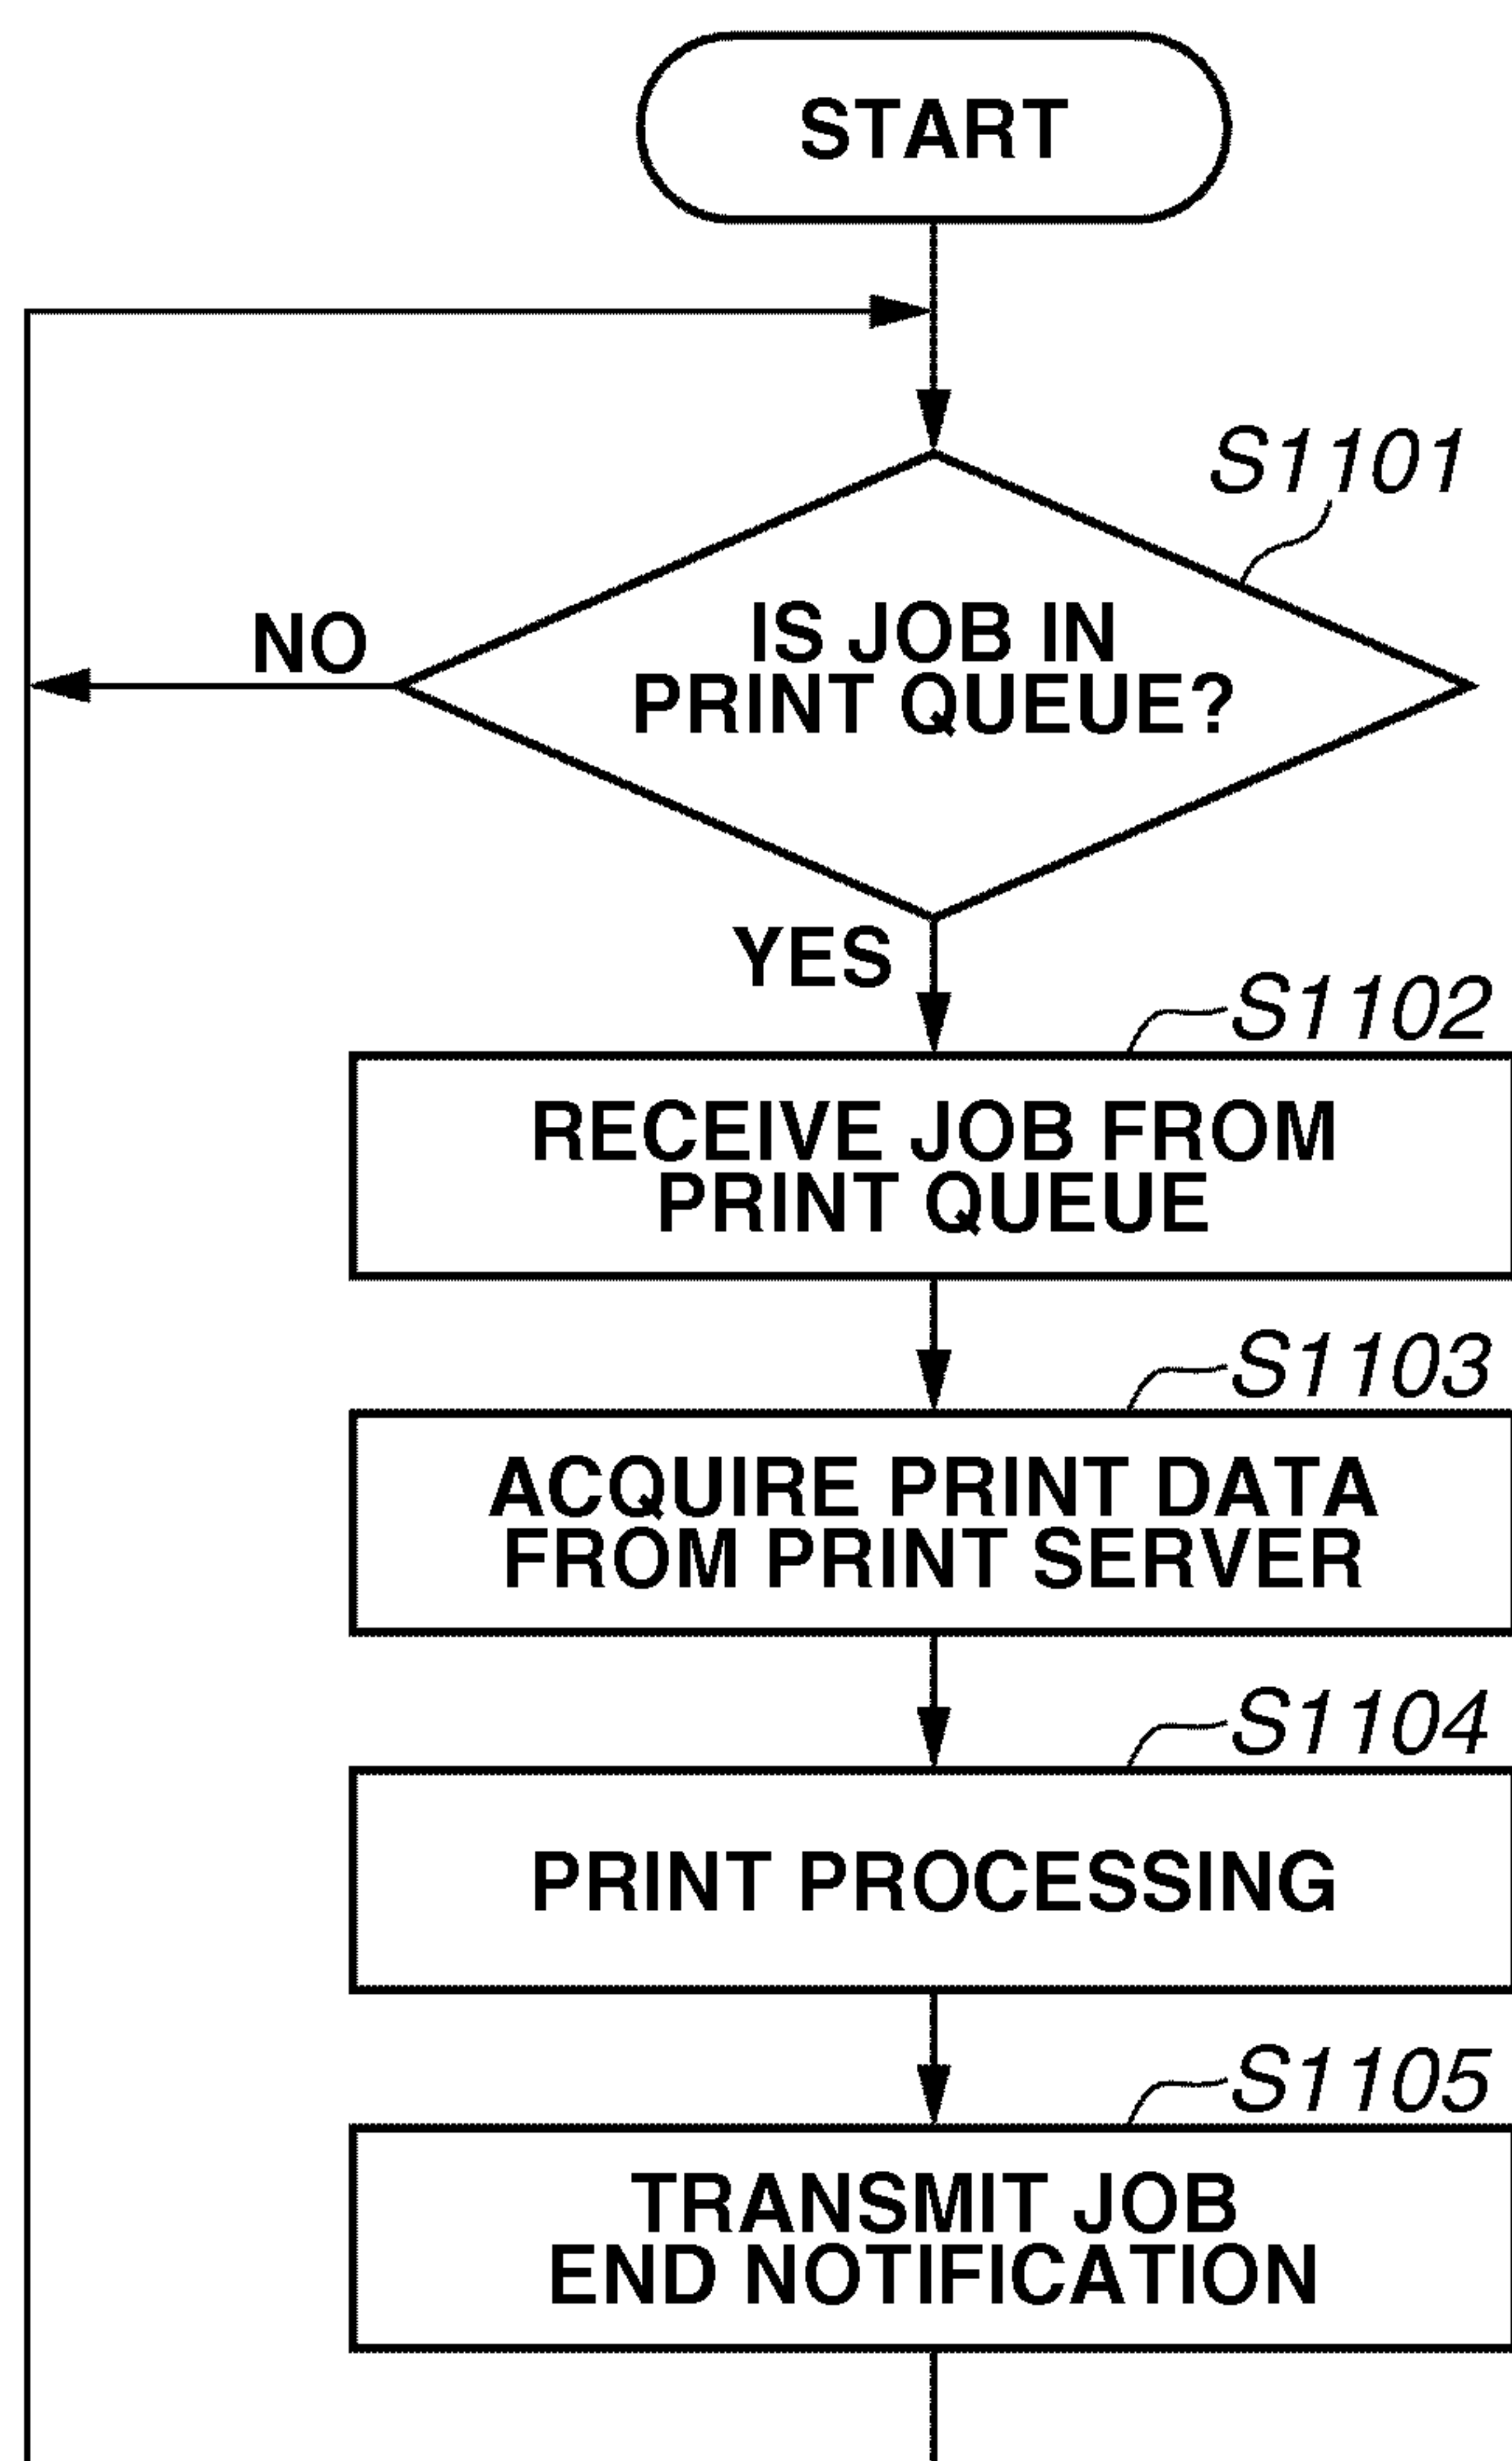 START
S1101
IS JOB IN
PRINT QUEUE?
NO
YES
S1102
RECEIVE JOB FROM
PRINT QUEUE
S1103
ACQUIRE PRINT DATA
FROM PRINT SERVER
S1104
PRINT PROCESSING
S1105
TRANSMIT JOB
END NOTIFICATION